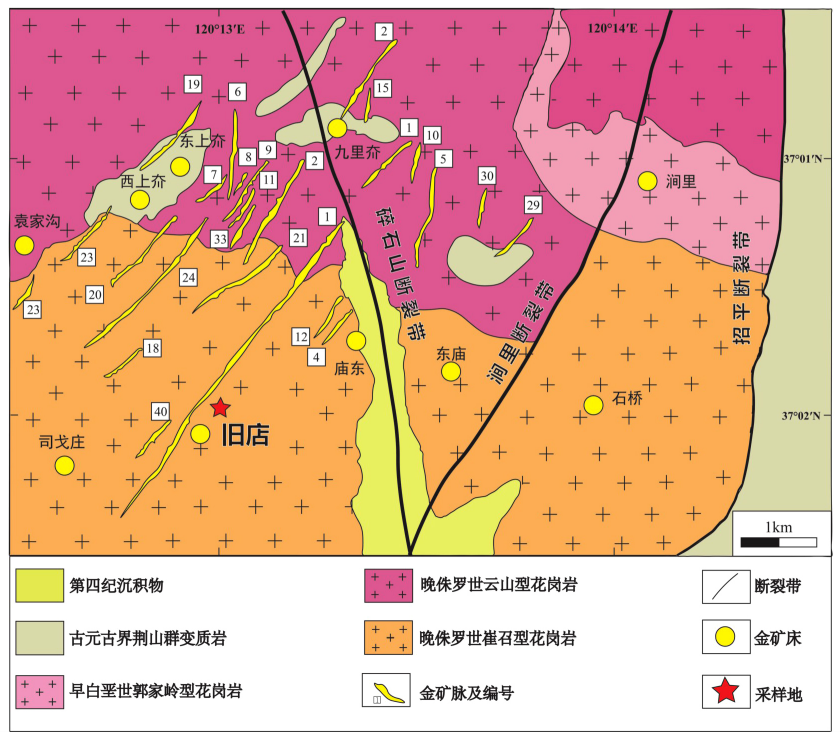 120°13′E
120°14′E
2
19
6
15
东上夼
九里夼
1
10
9
8
2
5
37°01′N
7
11
30
涧里
西上夼
29
袁家沟
1
33
21
碎石山断裂带
23
24
招平断裂带
20
23
涧里断裂带
12
18
4
庙东
东庙
石桥
40
37°02′N
旧店
司戈庄
1km
第四纪沉积物
晚侏罗世云山型花岗岩
断裂带
古元古界荆山群变质岩
晚侏罗世崔召型花岗岩
金矿床
早白垩世郭家岭型花岗岩
金矿脉及编号
采样地